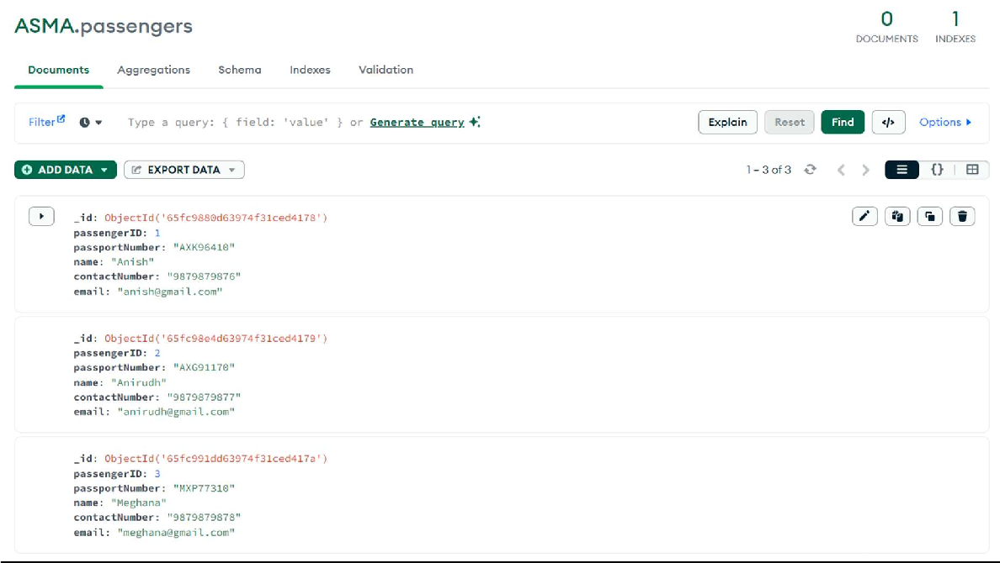 ASMA.passengers
0 1
DOCUMENTS INDEXES
Documents Aggregations Schema Indexes Validation
Filter Type a query: { field: 'value' } or Generate query Explain Reset Find </> Options
ADD DATA EXPORT DATA 1 – 3 of 3 {}
_id: ObjectId('65fc9880d63974f31ced4178')
passengerID: 1
passportNumber: "AXK96410"
name: "Anish"
contactNumber: "9879879876"
email: "anish@gmail.com"
_id: ObjectId('65fc98e4d63974f31ced4179')
passengerID: 2
passportNumber: "AXG91170"
name: "Anirudh"
contactNumber: "9879879877"
email: "anirudh@gmail.com"
_id: ObjectId('65fc991dd63974f31ced417a')
passengerID: 3
passportNumber: "MXP77310"
name: "Meghana"
contactNumber: "9879879878"
email: "meghana@gmail.com"